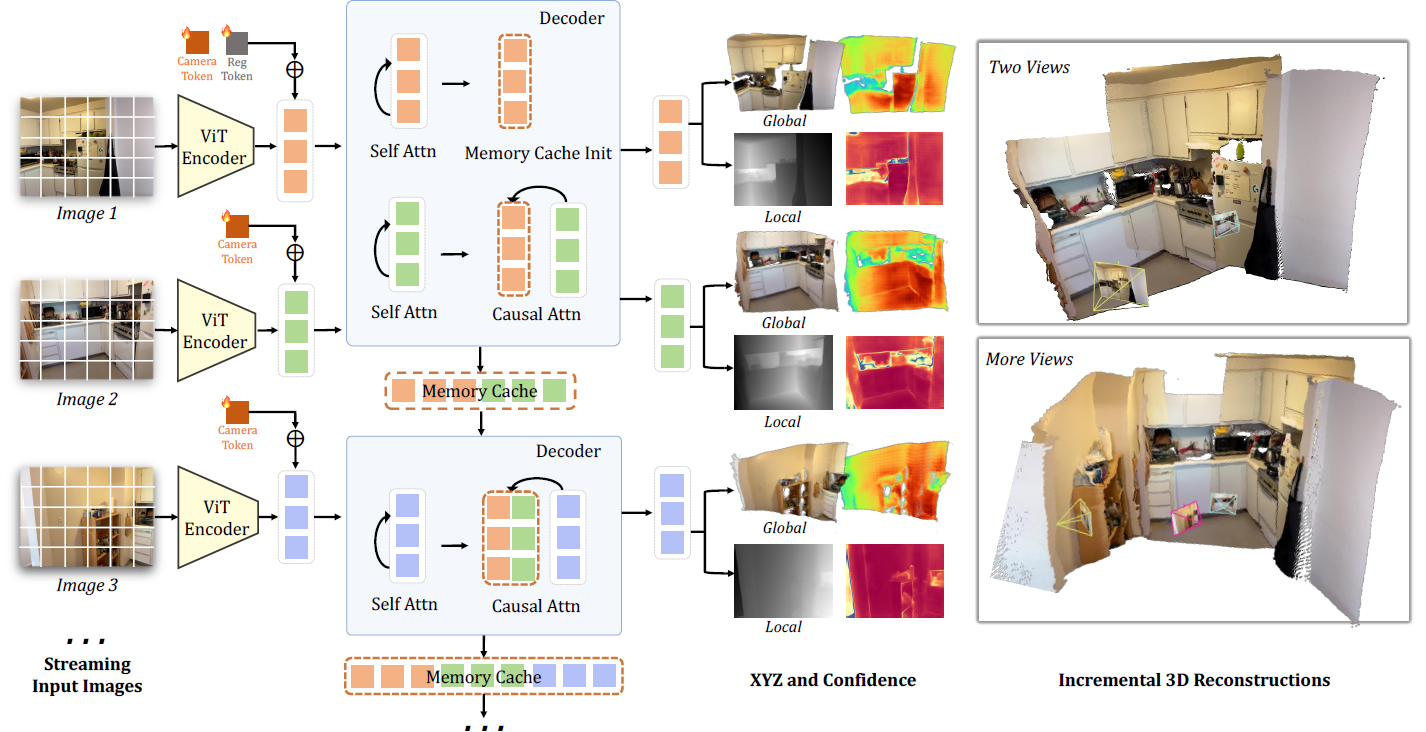 Decoder
Camera
Token
Reg
Token
ViT
Encoder
Image 1
Self Attn
Memory Cache Init
Global
Local
Camera
Token
ViT
Encoder
Image 2
Self Attn
Causal Attn
Global
Local
Memory Cache
Camera
Token
ViT
Encoder
Image 3
Decoder
Self Attn
Causal Attn
Global
Local
Memory Cache
. . .
Two Views
More Views
. . .
Streaming
Input Images
XYZ and Confidence
Incremental 3D Reconstructions